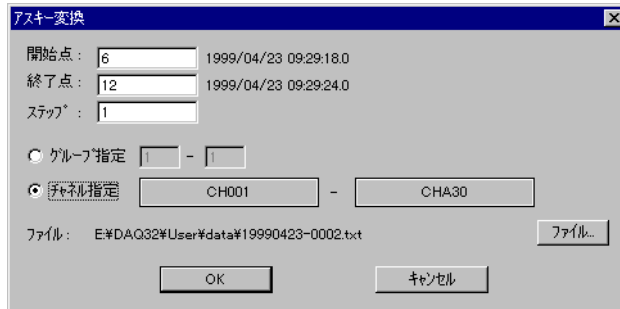 アスキー変換
開始点： 6 1999/04/23 09:29:18.0
終了点： 12 1999/04/23 09:29:24.0
ｽﾃｯﾌﾟ： 1
ｸﾞﾙｰﾌﾟ指定 1 - 1
ﾁｬﾈﾙ指定 CH001 - CHA30
ﾌｧｲﾙ： E:¥DAQ32¥User¥data¥19990423-0002.txt ﾌｧｲﾙ...
OK ｷｬﾝｾﾙ